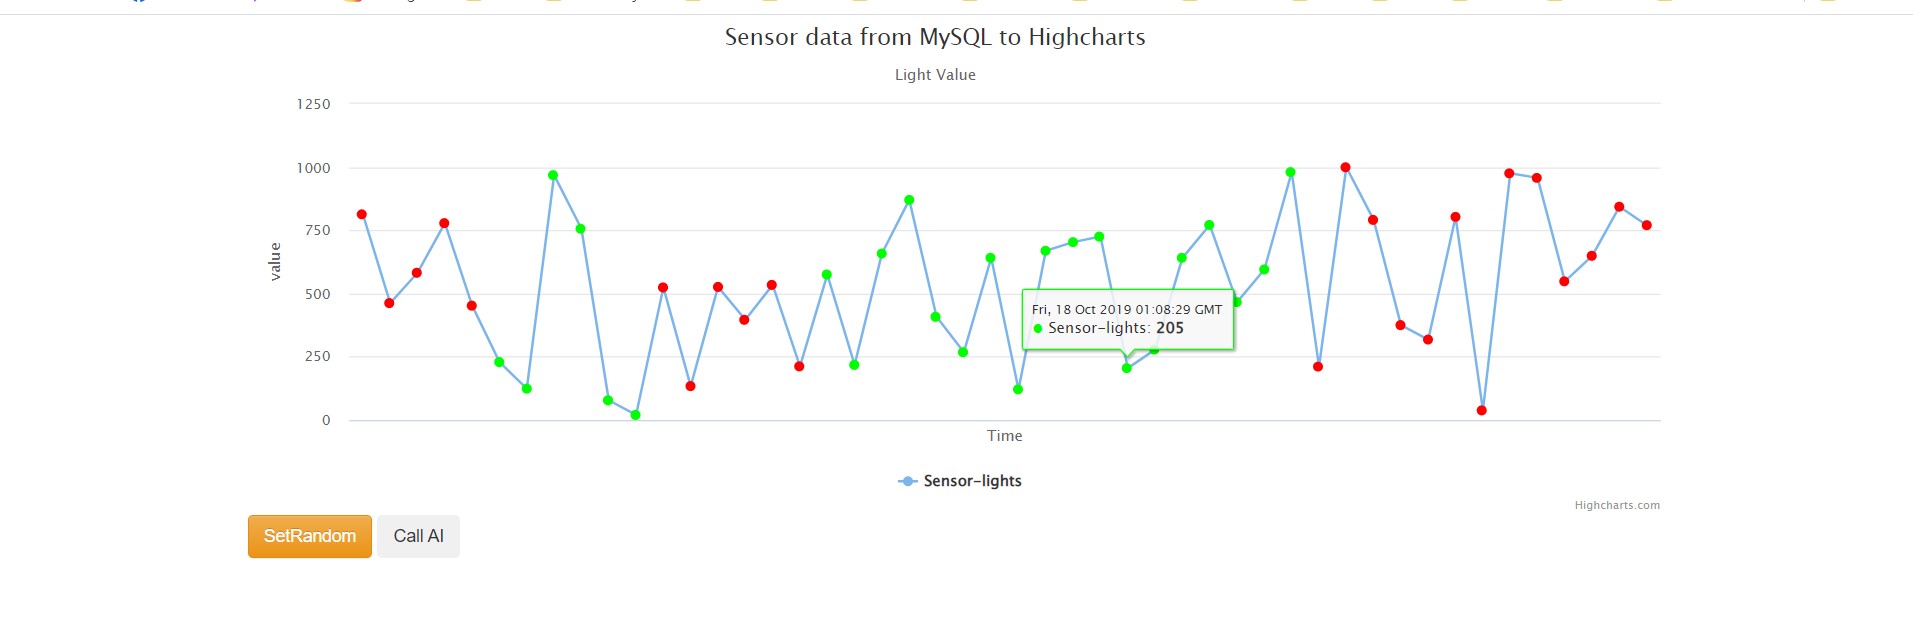 Sensor data from MySQL to Highcharts
Light Value
1250
1000
750
500
250
0
value
Fri, 18 Oct 2019 01:08:29 GMT
Sensor-lights: 205
Time
Sensor-lights
Highcharts.com
SetRandom
Call AI